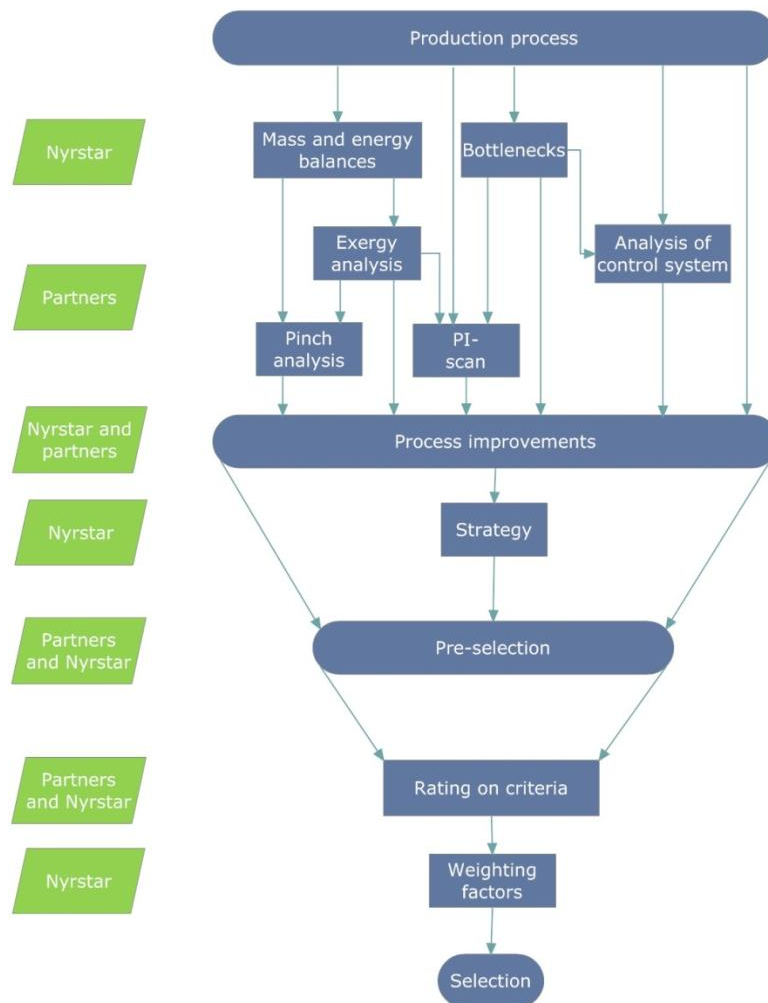 Production process
Nyrstar
Mass and energy
balances
Bottlenecks
Exergy
analysis
Analysis of
control system
Partners
Pinch
analysis
PI-
scan
Nyrstar and
partners
Process improvements
Nyrstar
Strategy
Partners
and Nyrstar
Pre-selection
Partners
and Nyrstar
Rating on criteria
Nyrstar
Weighting
factors
Selection